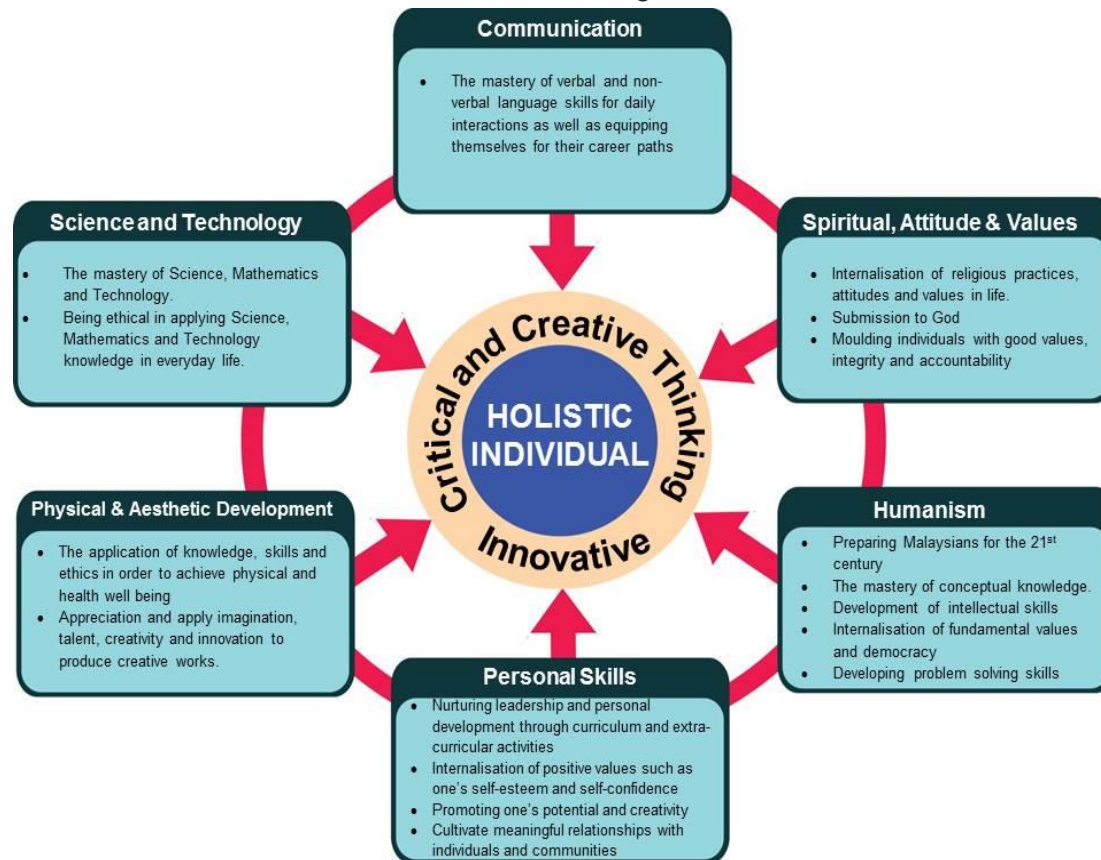 Communication
The mastery of verbal and non-
verbal language skills for daily
interactions as well as equipping
themselves for their career paths
Science and Technology
The mastery of Science, Mathematics
and Technology.
Being ethical in applying Science,
Mathematics and Technology
knowledge in everyday life.
Spiritual, Attitude & Values
Internalisation of religious practices,
attitudes and values in life.
Submission to God
Moulding individuals with good values,
integrity and accountability
Critical and Creative Thinking
HOLISTIC
INDIVIDUAL
Innovative
Physical & Aesthetic Development
The application of knowledge, skills and
ethics in order to achieve physical and
health well being
Appreciation and apply imagination,
talent, creativity and innovation to
produce creative works.
Humanism
Preparing Malaysians for the 21st
century
The mastery of conceptual knowledge.
Development of intellectual skills
Internalisation of fundamental values
and democracy
Developing problem solving skills
Personal Skills
Nurturing leadership and personal
development through curriculum and extra-
curricular activities
Internalisation of positive values such as
one's self-esteem and self-confidence
Promoting one's potential and creativity
Cultivate meaningful relationships with
individuals and communities